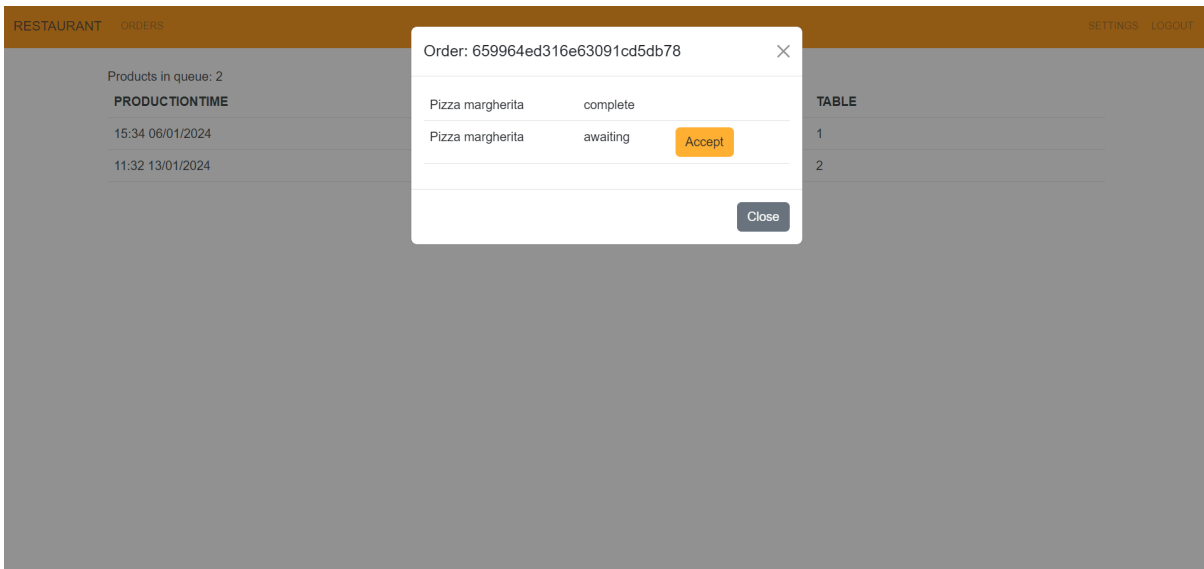 RESTAURANT ORDERS SETTINGS LOGOUT
Order: 659964ed316e63091cd5db78
Products in queue: 2
PRODUCTIONTIME TABLE
15:34 06/01/2024 1
11:32 13/01/2024 2
Pizza margherita complete
Pizza margherita awaiting Accept
Close